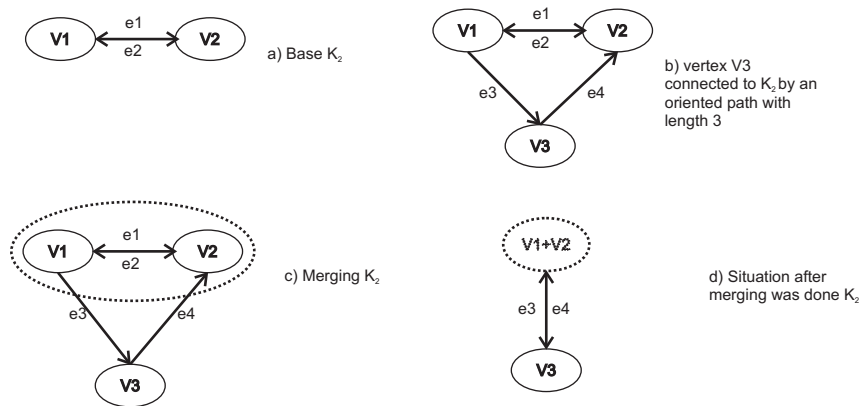 e1
V1 V2
e2
a) Base K₂
e1
V1 V2
e2
e3 e4
V3
b) vertex V3
connected to K₂ by an
oriented path with
length 3
e1
V1 V2
e2
e3 e4
V3
c) Merging K₂
V1+V2
e3 e4
V3
d) Situation after
merging was done K₂